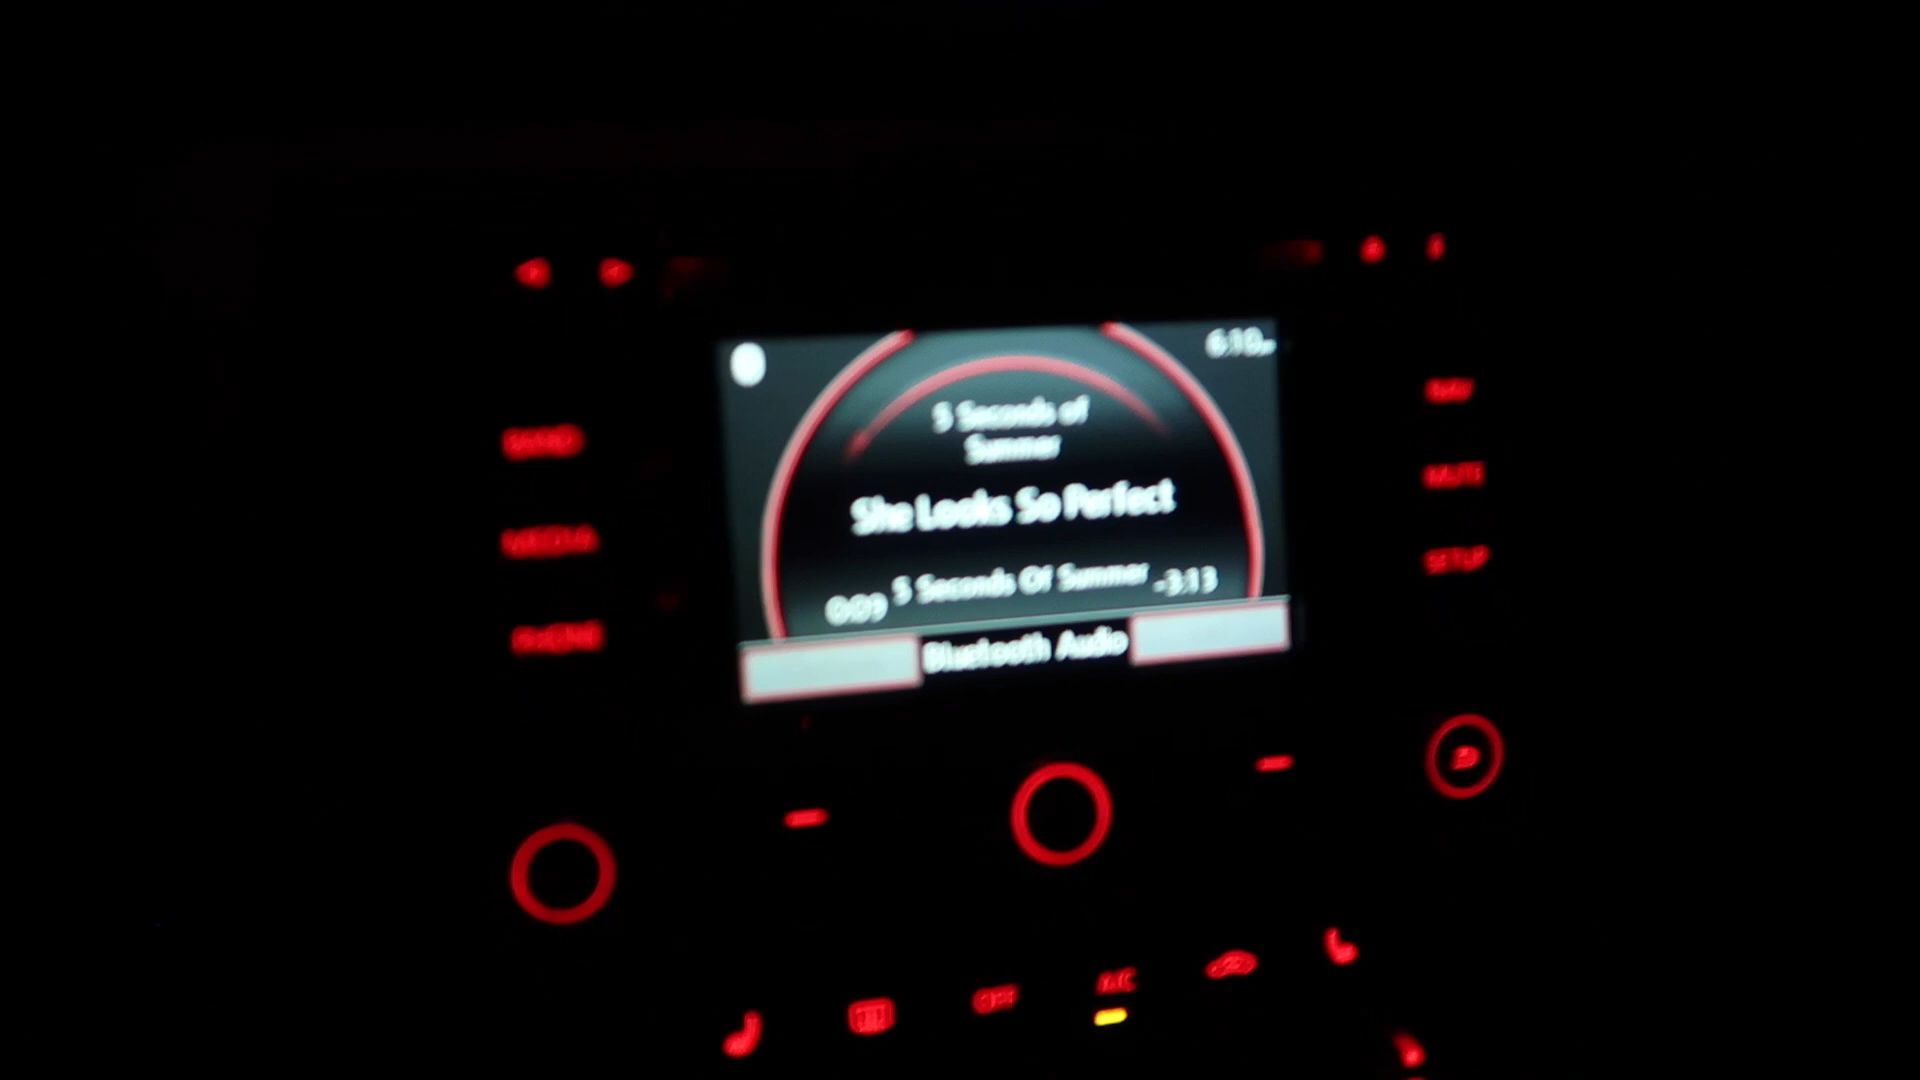 6:10
5 Seconds of
Summer
She Looks So Perfect
5 Seconds Of Summer
0:09
-3:13
Bluetooth Audio
BAND
MEDIA
PHONE
NAV
MUTE
SETUP
OFF
A/C